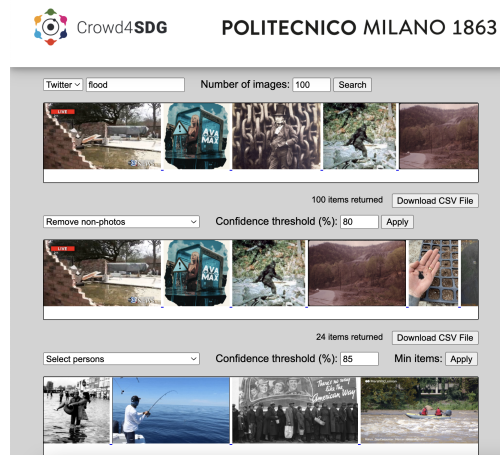 Crowd4SDG
POLITECNICO MILANO 1863
Twitter flood Number of images: 100 Search
LIVE
AVA
MAX
100 items returned Download CSV File
Remove non-photos Confidence threshold (%): 80 Apply
LIVE
AVA
MAX
24 items returned Download CSV File
Select persons Confidence threshold (%): 85 Min items: Apply
There's no way
like the
American Way